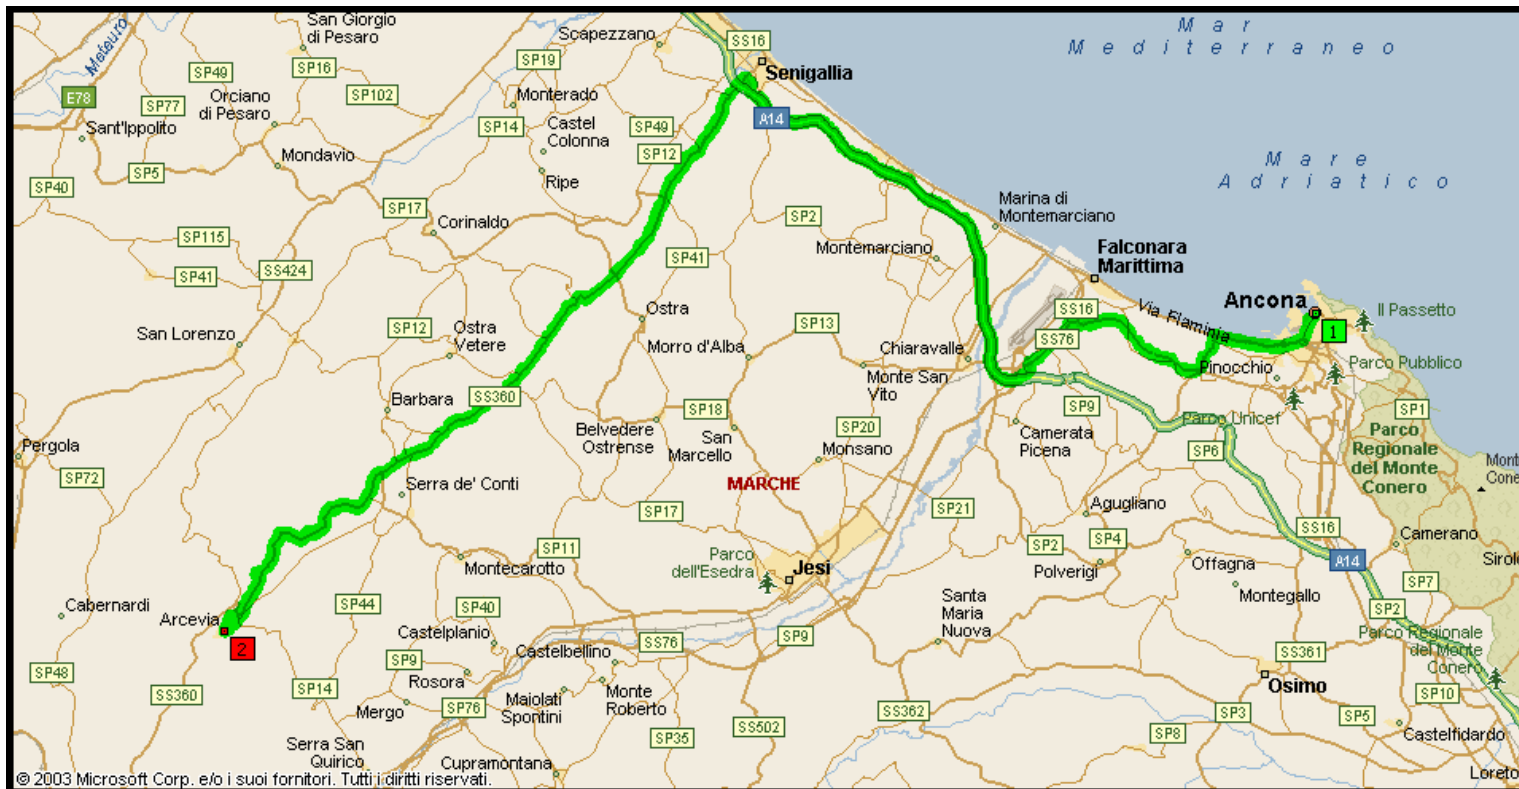 San Giorgio
di Pesaro
Scapezzano
SS16
Mar
Mediterraneo
Metauro
SP49
SP16
SP19
Senigallia
E78
SP77
Orciano
di Pesaro
SP102
Monterado
A14
Sant'Ippolito
SP14
Castel
Colonna
SP49
SP12
Mondavio
SP5
Ripe
Mare
Adriatico
SP40
SP17
Corinaldo
SP2
Marina di
Montemarciano
SP115
Montemarciano
Falconara
Marittima
SP41
SS424
SP41
Ancona
Il Passetto
Ostra
SS16
Via Flaminia
1
San Lorenzo
SP12
Ostra
Vetere
SP13
SS76
Morro d'Alba
Chiaravalle
Parco Pubblico
Monte San
Vito
Pinocchio
Barbara
SS360
SP18
SP9
Parco Unicef
SP1
Pergola
Belvedere
Ostrense
San
Marcello
SP20
Monsano
Camerata
Picena
SP6
Parco
Regionale
del Monte
Conero
Mont
Cone
SP72
Serra de' Conti
MARCHE
SP17
SP21
Agugliano
SS16
SP11
Parco
dell'Esedra
Jesi
SP2
SP4
Camerano
Montecarotto
Polverigi
Offagna
A14
Sirol
Montegallo
SP7
Cabernardi
Arcevia
SP44
SP40
Santa
Maria
Nuova
SP2
2
Castelplanio
SS76
SP9
Parco Regionale
del Monte
Conero
SP48
SP9
Castelbellino
SS361
Rosora
Osimo
SS360
SP14
Maiolati
Spontini
Monte
Roberto
SP10
Mergo
SP76
SS362
SP3
SP5
SS502
Castelfidardo
Serra San
Quirico
SP35
SP8
Cupramontana
Loreto
© 2003 Microsoft Corp. e/o i suoi fornitori. Tutti i diritti riservati.